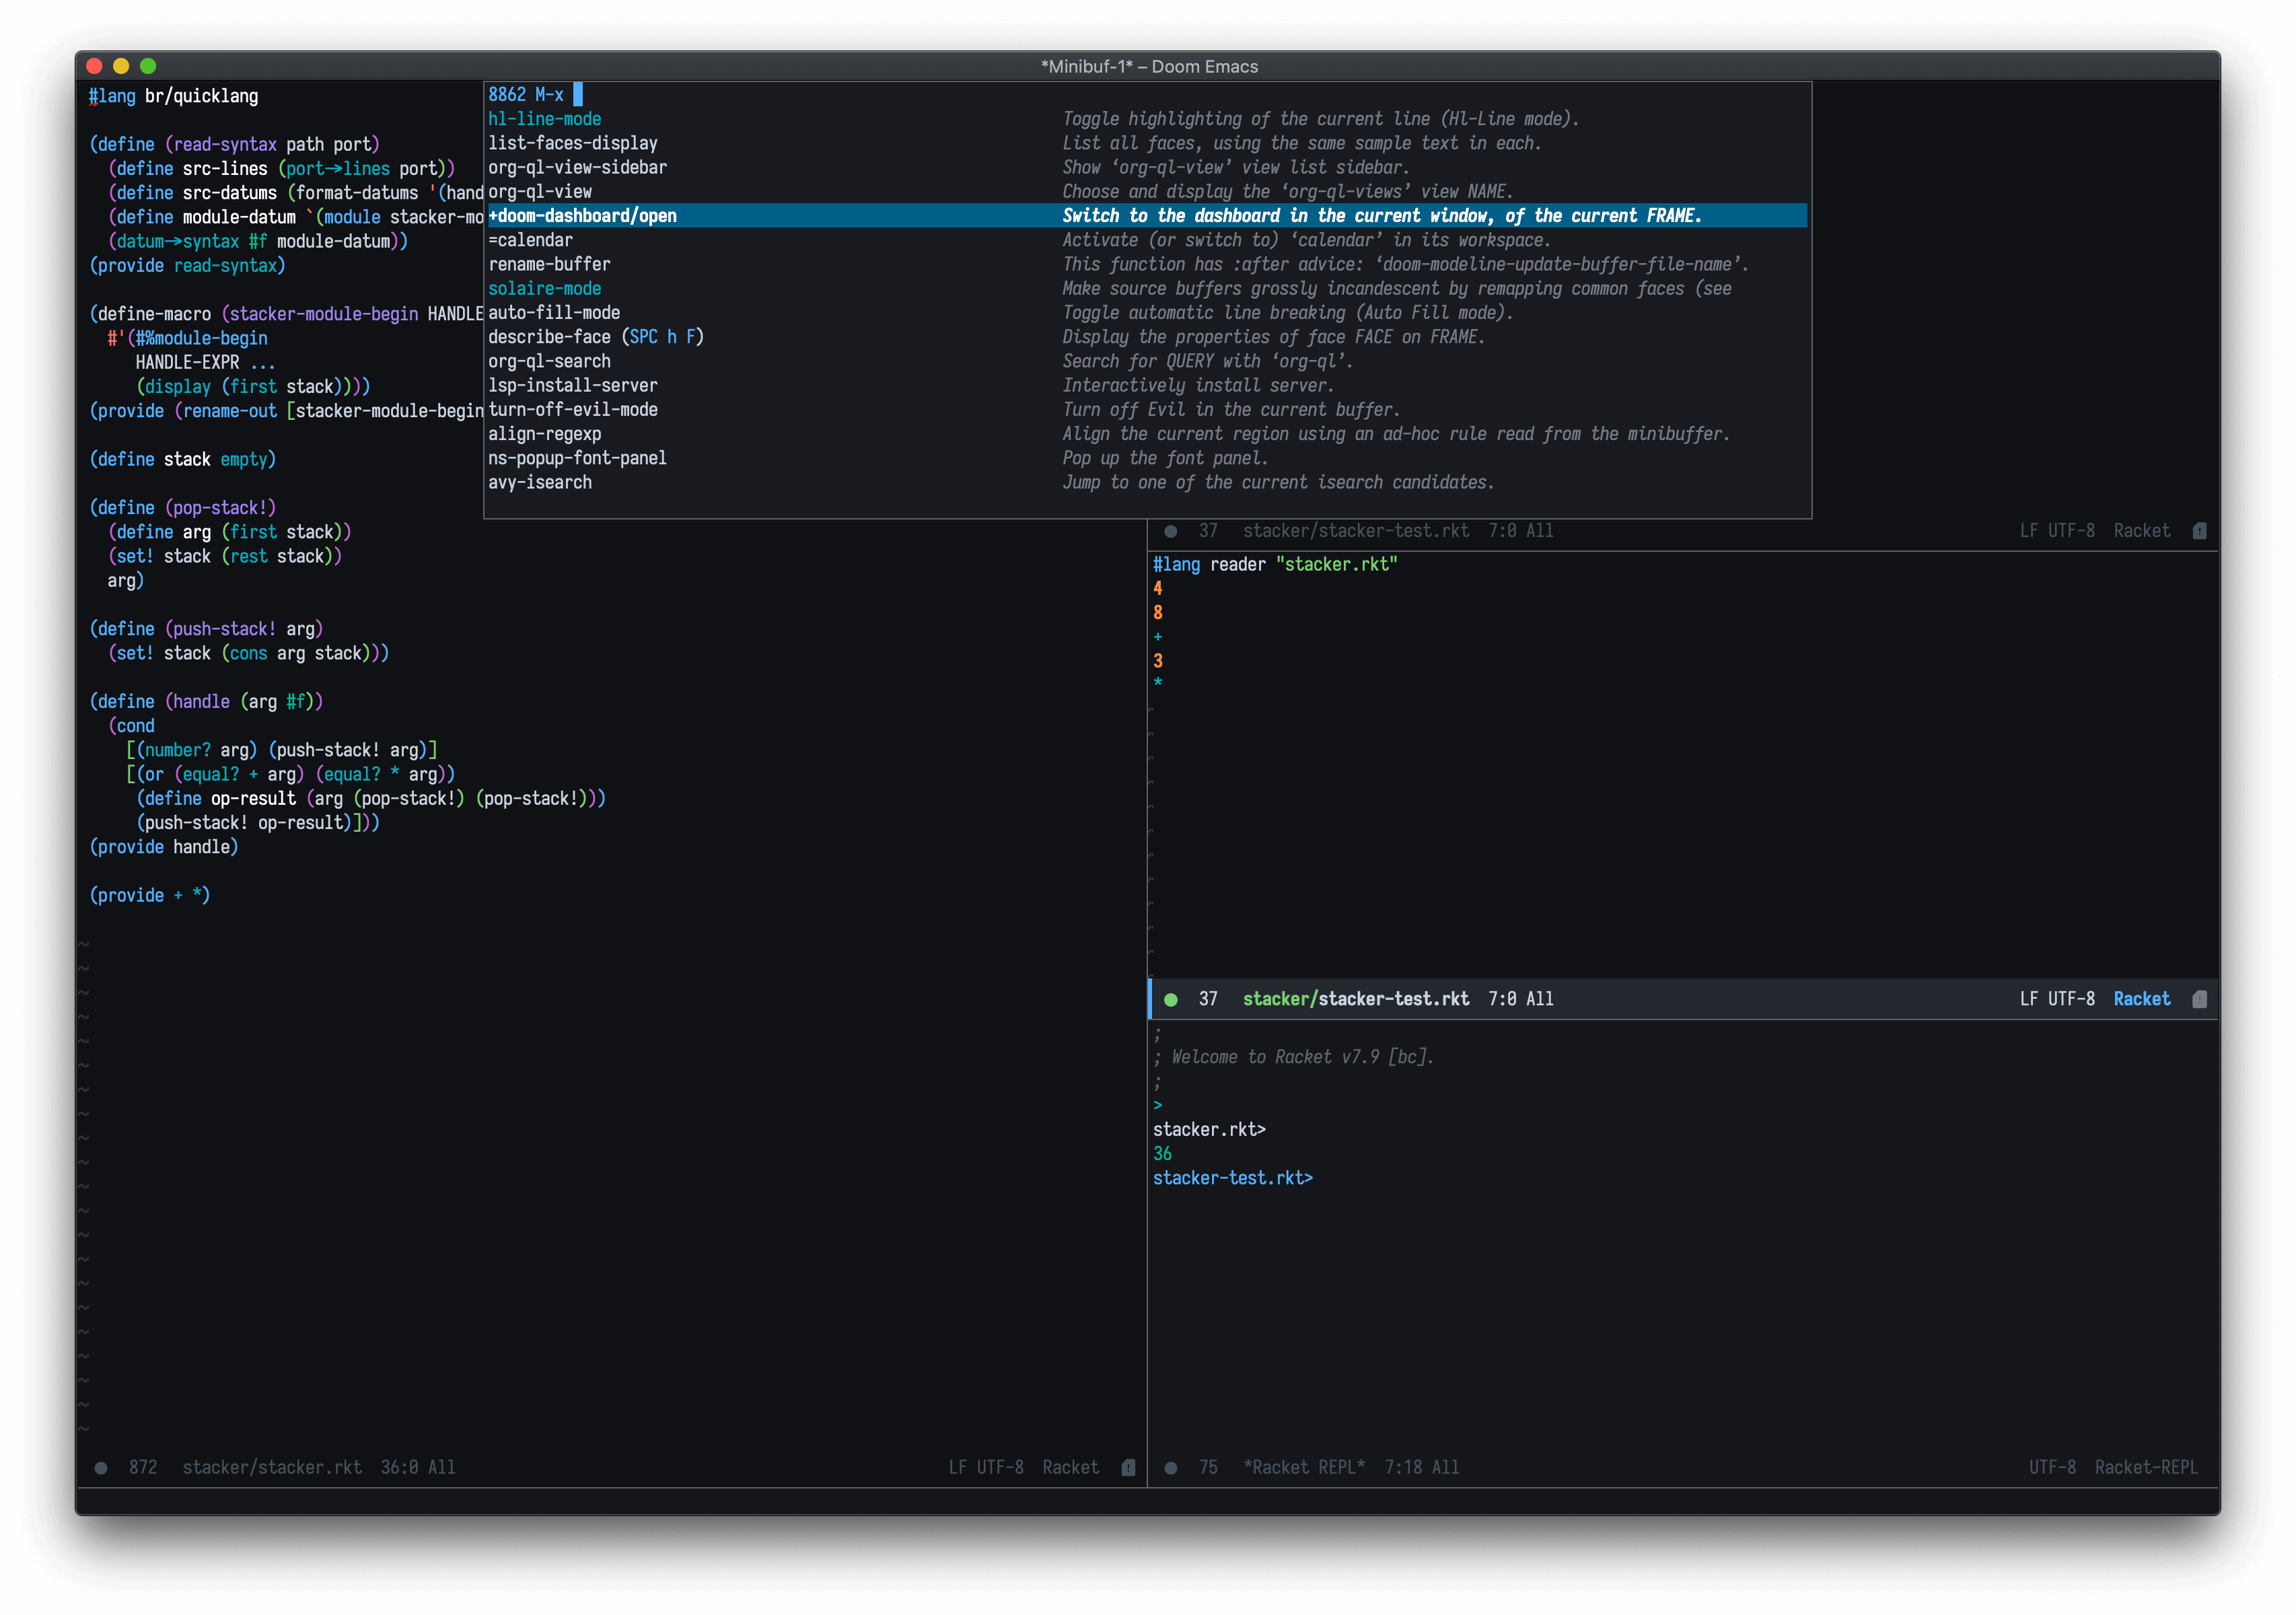 *Minibuf-1* – Doom Emacs
#lang br/quicklang
(define (read-syntax path port)
  (define src-lines (port->lines port))
  (define src-datums (format-datums '(hand
  (define module-datum `(module stacker-mo
  (datum->syntax #f module-datum))
(provide read-syntax)
(define-macro (stacker-module-begin HANDLE
  #'(#%module-begin
     HANDLE-EXPR ...
     (display (first stack))))
(provide (rename-out [stacker-module-begin
(define stack empty)
(define (pop-stack!)
  (define arg (first stack))
  (set! stack (rest stack))
  arg)
(define (push-stack! arg)
  (set! stack (cons arg stack)))
(define (handle (arg #f))
  (cond
    [(number? arg) (push-stack! arg)]
    [(or (equal? + arg) (equal? * arg))
     (define op-result (arg (pop-stack!) (pop-stack!)))
     (push-stack! op-result)]))
(provide handle)
(provide + *)
872 stacker/stacker.rkt 36:0 All LF UTF-8 Racket
8862 M-x
hl-line-mode Toggle highlighting of the current line (Hl-Line mode).
list-faces-display List all faces, using the same sample text in each.
org-ql-view-sidebar Show ‘org-ql-view’ view list sidebar.
org-ql-view Choose and display the ‘org-ql-views’ view NAME.
+doom-dashboard/open Switch to the dashboard in the current window, of the current FRAME.
=calendar Activate (or switch to) ‘calendar’ in its workspace.
rename-buffer This function has :after advice: ‘doom-modeline-update-buffer-file-name’.
solaire-mode Make source buffers grossly incandescent by remapping common faces (see
auto-fill-mode Toggle automatic line breaking (Auto Fill mode).
describe-face (SPC h F) Display the properties of face FACE on FRAME.
org-ql-search Search for QUERY with ‘org-ql’.
lsp-install-server Interactively install server.
turn-off-evil-mode Turn off Evil in the current buffer.
align-regexp Align the current region using an ad-hoc rule read from the minibuffer.
ns-popup-font-panel Pop up the font panel.
avy-isearch Jump to one of the current isearch candidates.
37 stacker/stacker-test.rkt 7:0 All LF UTF-8 Racket
#lang reader "stacker.rkt"
4
8
+
3
*
37 stacker/stacker-test.rkt 7:0 All LF UTF-8 Racket
;
; Welcome to Racket v7.9 [bc].
;
>
stacker.rkt>
36
stacker-test.rkt>
75 *Racket REPL* 7:18 All UTF-8 Racket-REPL